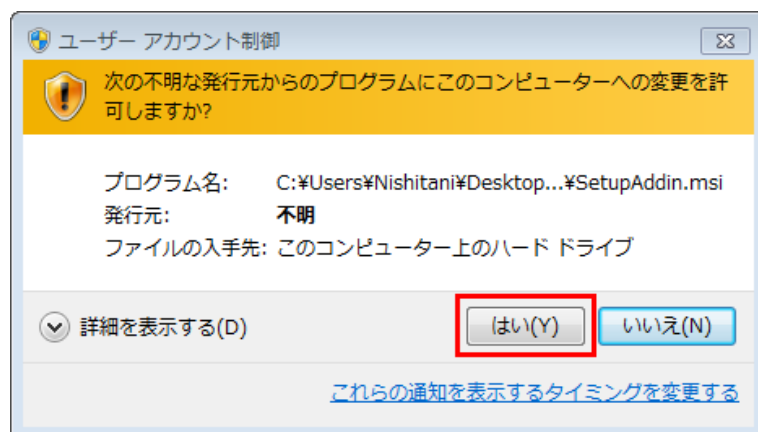 ユーザー アカウント制御
次の不明な発行元からのプログラムにこのコンピューターへの変更を許
可しますか?
プログラム名: C:¥Users¥Nishitani¥Desktop...¥SetupAddin.msi
発行元: 不明
ファイルの入手先: このコンピューター上のハード ドライブ
詳細を表示する(D) はい(Y) いいえ(N)
これらの通知を表示するタイミングを変更する